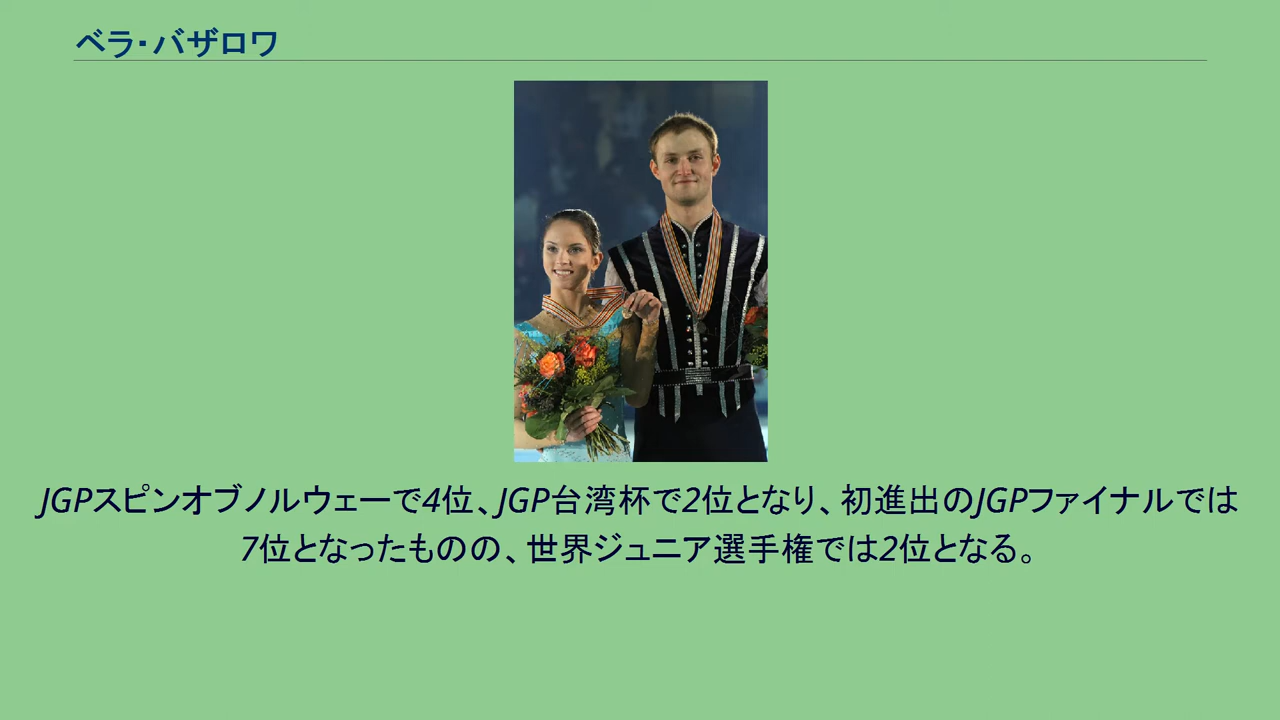 ベラ・バザロワ
JGPスピンオブノルウェーで4位、JGP台湾杯で2位となり、初進出のJGPファイナルでは
7位となったものの、世界ジュニア選手権では2位となる。